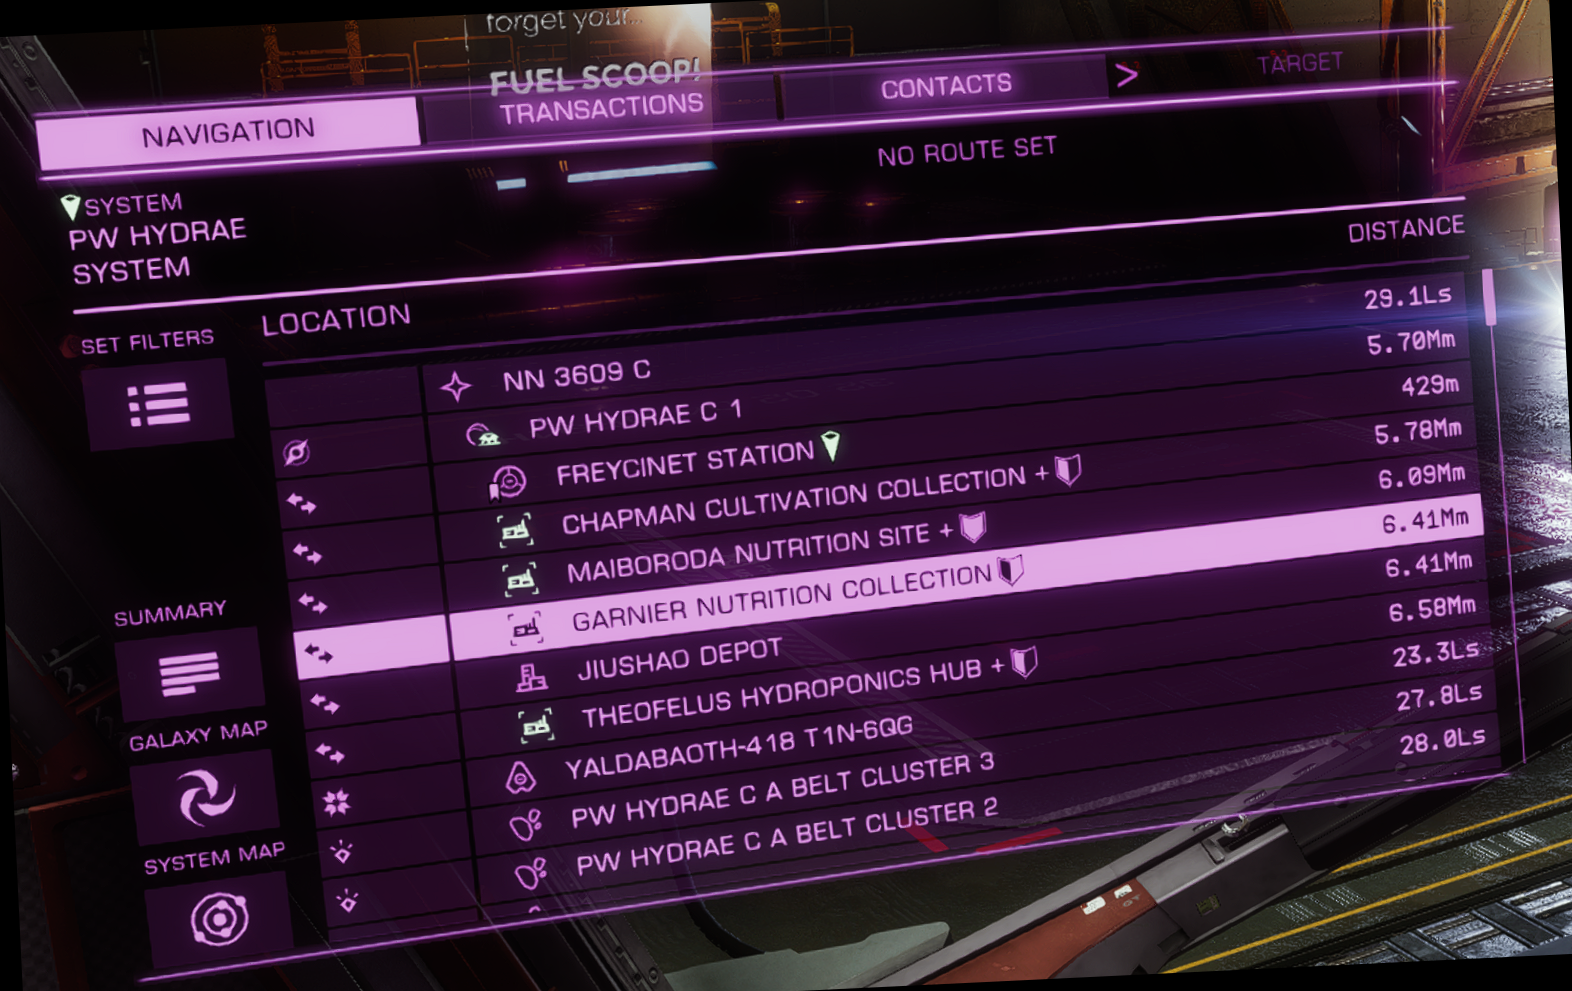 forget your...
FUEL SCOOP!
NAVIGATION
TRANSACTIONS
CONTACTS
>
TARGET
NO ROUTE SET
SYSTEM
PW HYDRAE
SYSTEM
SET FILTERS
LOCATION
DISTANCE
NN 3609 C 29.1Ls
PW HYDRAE C 1 5.70Mm
FREYCINET STATION 429m
CHAPMAN CULTIVATION COLLECTION + 5.78Mm
MAIBORODA NUTRITION SITE + 6.09Mm
GARNIER NUTRITION COLLECTION 6.41Mm
JIUSHAO DEPOT 6.41Mm
THEOFELUS HYDROPONICS HUB + 6.58Mm
YALDABAOTH-418 T1N-6QG 23.3Ls
PW HYDRAE C A BELT CLUSTER 3 27.8Ls
PW HYDRAE C A BELT CLUSTER 2 28.0Ls
SUMMARY
GALAXY MAP
SYSTEM MAP